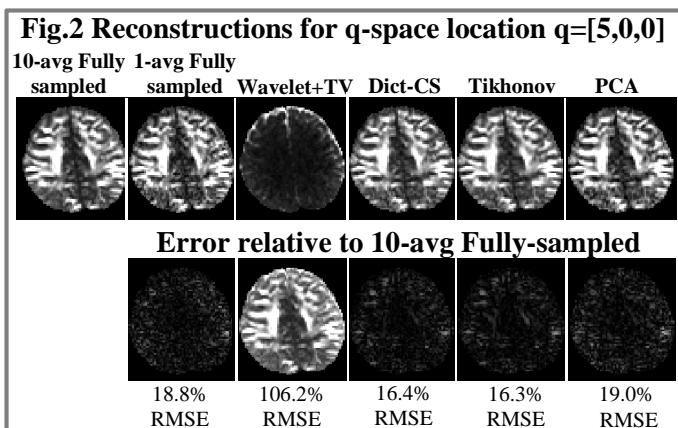 Fig.2 Reconstructions for q-space location q=[5,0,0]
10-avg Fully sampled
1-avg Fully sampled
Wavelet+TV
Dict-CS
Tikhonov
PCA
Error relative to 10-avg Fully-sampled
18.8% RMSE
106.2% RMSE
16.4% RMSE
16.3% RMSE
19.0% RMSE